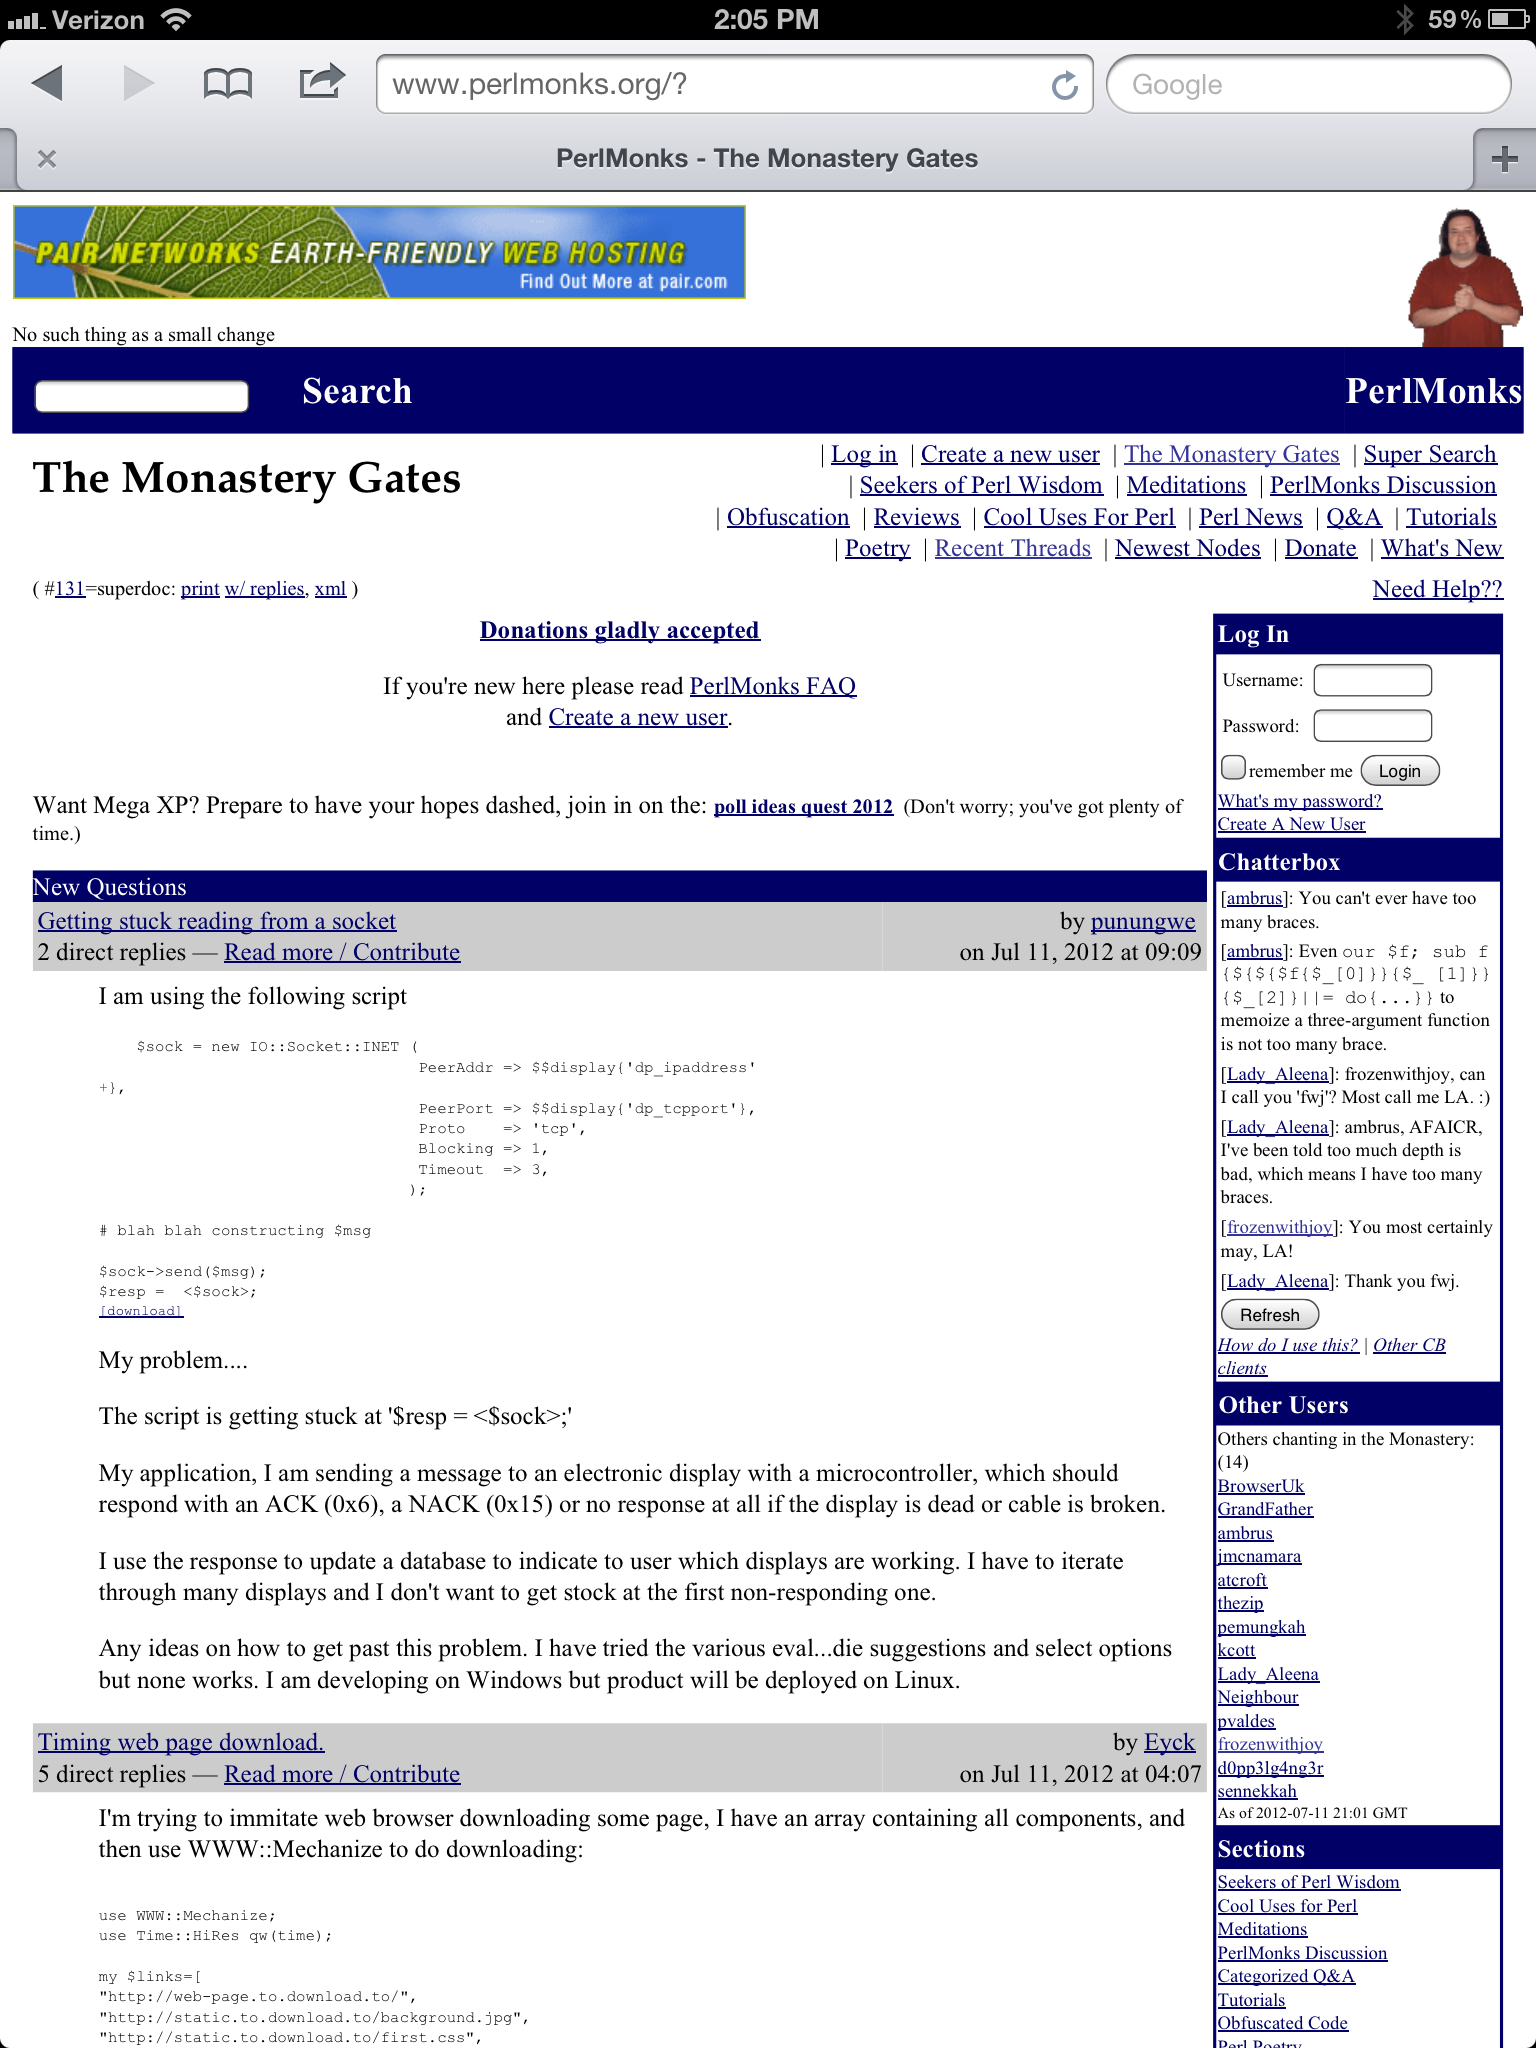 Verizon
2:05 PM
59%
www.perlmonks.org/?
Google
PerlMonks - The Monastery Gates
PAIR NETWORKS EARTH-FRIENDLY WEB HOSTING
Find Out More at pair.com
No such thing as a small change
Search
PerlMonks
The Monastery Gates
| Log in | Create a new user | The Monastery Gates | Super Search
| Seekers of Perl Wisdom | Meditations | PerlMonks Discussion
| Obfuscation | Reviews | Cool Uses For Perl | Perl News | Q&A | Tutorials
| Poetry | Recent Threads | Newest Nodes | Donate | What's New
( #131=superdoc: print w/ replies, xml )
Need Help??
Donations gladly accepted
If you're new here please read PerlMonks FAQ
and Create a new user.
Want Mega XP? Prepare to have your hopes dashed, join in on the: poll ideas quest 2012 (Don't worry; you've got plenty of
time.)
New Questions
Getting stuck reading from a socket
by punungwe
2 direct replies — Read more / Contribute
on Jul 11, 2012 at 09:09
I am using the following script
$sock = new IO::Socket::INET (
PeerAddr => $$display{'dp_ipaddress'
+},
PeerPort => $$display{'dp_tcpport'},
Proto    => 'tcp',
Blocking => 1,
Timeout  => 3,
);
# blah blah constructing $msg
$sock->send($msg);
$resp =  <$sock>;
[download]
My problem....
The script is getting stuck at '$resp = <$sock>;'
My application, I am sending a message to an electronic display with a microcontroller, which should
respond with an ACK (0x6), a NACK (0x15) or no response at all if the display is dead or cable is broken.
I use the response to update a database to indicate to user which displays are working. I have to iterate
through many displays and I don't want to get stock at the first non-responding one.
Any ideas on how to get past this problem. I have tried the various eval...die suggestions and select options
but none works. I am developing on Windows but product will be deployed on Linux.
Timing web page download.
by Eyck
5 direct replies — Read more / Contribute
on Jul 11, 2012 at 04:07
I'm trying to immitate web browser downloading some page, I have an array containing all components, and
then use WWW::Mechanize to do downloading:
use WWW::Mechanize;
use Time::HiRes qw(time);
my $links=[
"http://web-page.to.download.to/",
"http://static.to.download.to/background.jpg",
"http://static.to.download.to/first.css",
Log In
Username:
Password:
remember me Login
What's my password?
Create A New User
Chatterbox
[ambrus]: You can't ever have too
many braces.
[ambrus]: Even our $f; sub f
{${${$f{$_[0]}}{$_ [1]}}
{$_[2]}||= do{...}} to
memoize a three-argument function
is not too many brace.
[Lady_Aleena]: frozenwithjoy, can
I call you 'fwj'? Most call me LA. :)
[Lady_Aleena]: ambrus, AFAICR,
I've been told too much depth is
bad, which means I have too many
braces.
[frozenwithjoy]: You most certainly
may, LA!
[Lady_Aleena]: Thank you fwj.
Refresh
How do I use this? | Other CB
clients
Other Users
Others chanting in the Monastery:
(14)
BrowserUk
GrandFather
ambrus
jmcnamara
atcroft
thezip
pemungkah
kcott
Lady_Aleena
Neighbour
pvaldes
frozenwithjoy
d0pp3lg4ng3r
sennekkah
As of 2012-07-11 21:01 GMT
Sections
Seekers of Perl Wisdom
Cool Uses for Perl
Meditations
PerlMonks Discussion
Categorized Q&A
Tutorials
Obfuscated Code
Perl Poetry